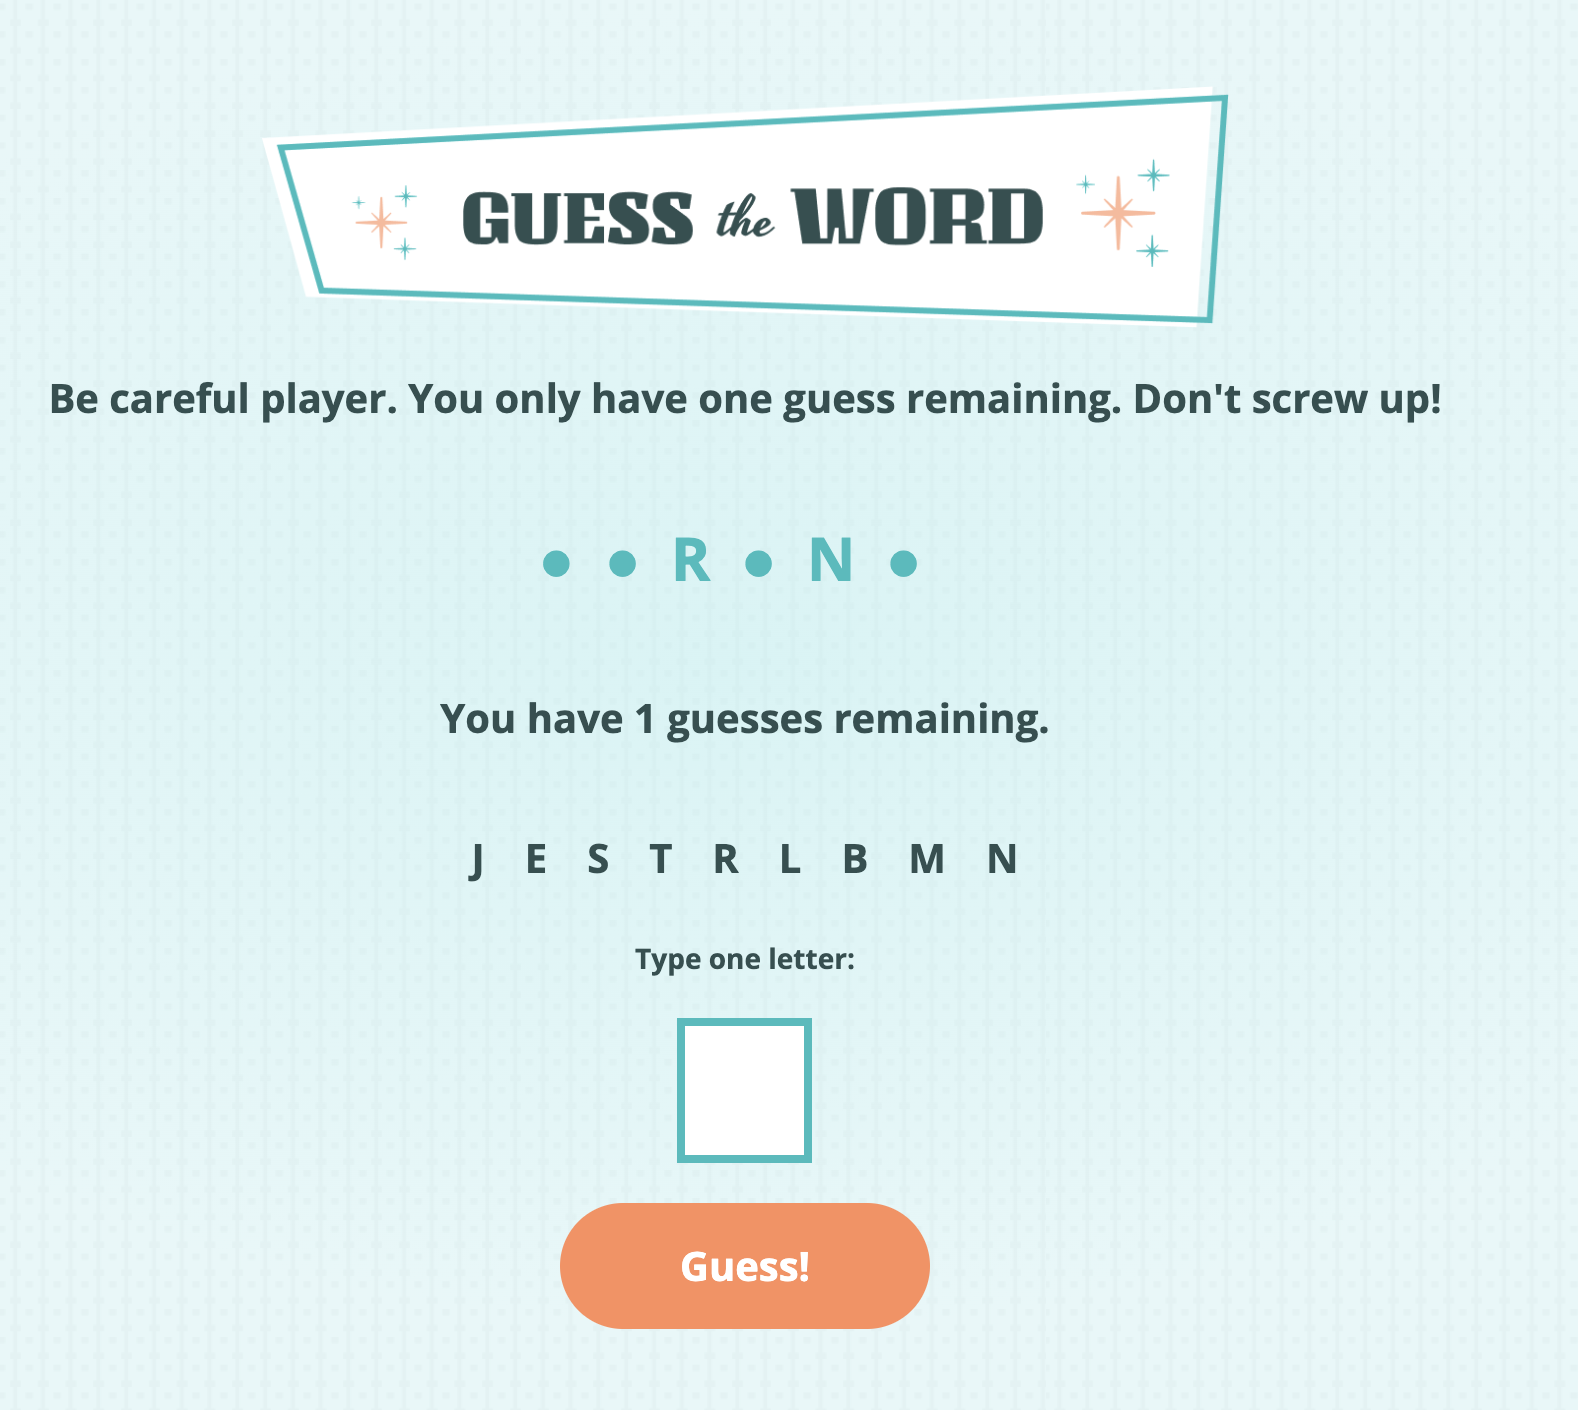 GUESS the WORD
Be careful player. You only have one guess remaining. Don't screw up!
● ● R ● N ●
You have 1 guesses remaining.
J E S T R L B M N
Type one letter:
Guess!